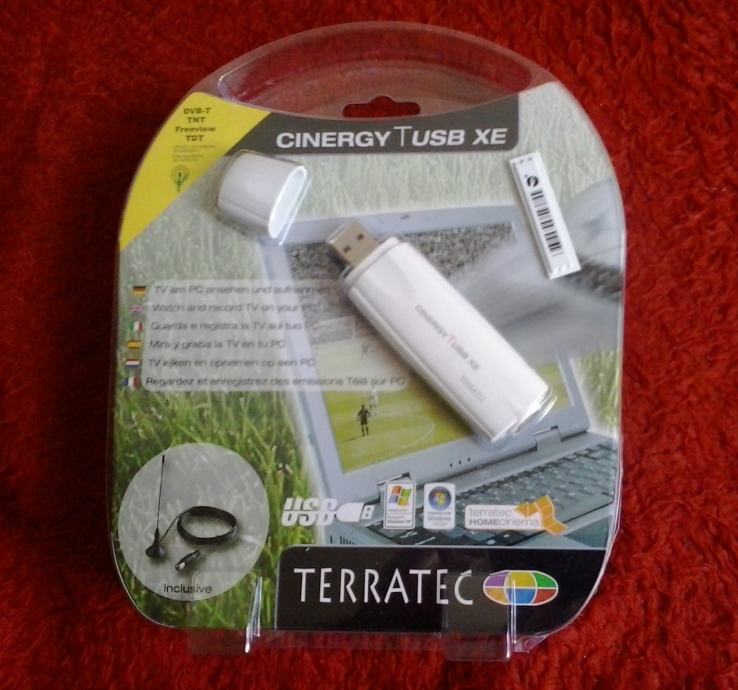 DVB-T
TNT
Freeview
TDT
CINERGY T USB XE
TV am PC ansehen und aufnehmen
Watch and record TV on your PC
Guarda e registra la TV sul tuo PC
Mira y graba la TV en tu PC
TV kijken en opnemen op een PC
Regardez et enregistrez des émissions Télé sur PC
CINERGY T USB XE
TERRATEC
USB
terratec
HOMECinema
inclusive
TERRATEC